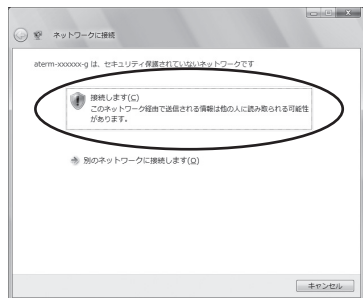 ネットワークに接続
aterm-xxxxxx-g は、セキュリティ保護されていないネットワークです
接続します(C)
このネットワーク経由で送信される情報は他の人に読み取られる可能性
があります。
別のネットワークに接続します(O)
キャンセル